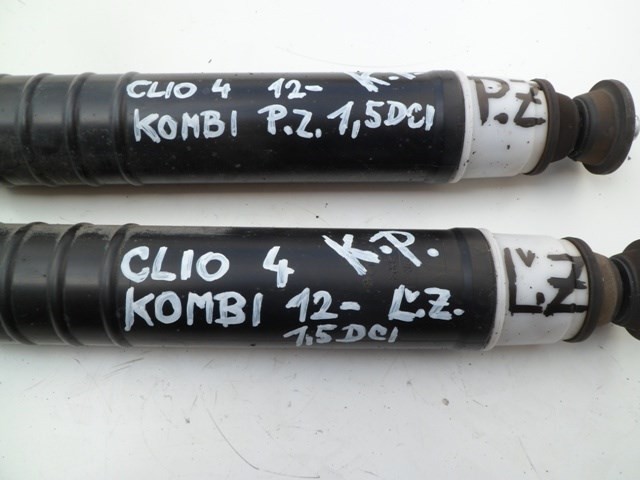 CLIO 4 12- K.P.
KOMBI P.Z. 1,5DCI
P.Z.
CLIO 4 K.P.
KOMBI 12- Ľ.Z.
1,5DCI
Ľ.Z.